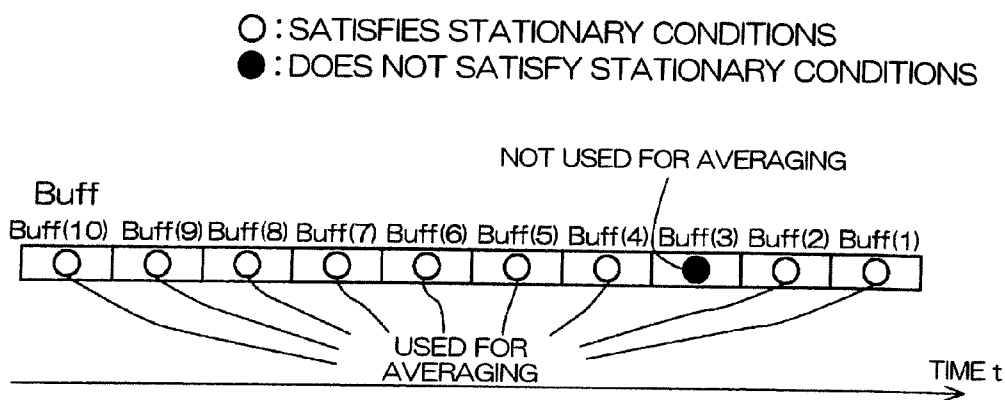 ○ : SATISFIES STATIONARY CONDITIONS
● : DOES NOT SATISFY STATIONARY CONDITIONS
NOT USED FOR AVERAGING
Buff
Buff(10) Buff(9) Buff(8) Buff(7) Buff(6) Buff(5) Buff(4) Buff(3) Buff(2) Buff(1)
USED FOR
AVERAGING
TIME t